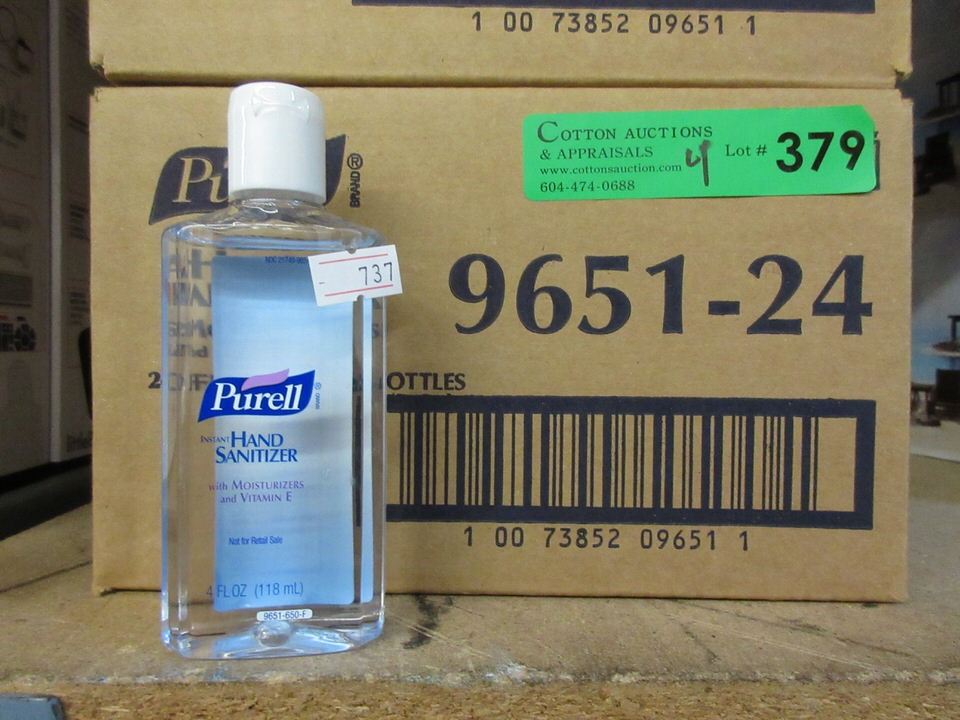 1 00 73852 09651 1
COTTON AUCTIONS
& APPRAISALS
www.cottonsauction.com
604-474-0688
4
Lot # 379
BRAND ®
9651-24
OTTLES
1 00 73852 09651 1
737
Purell
BRAND ®
INSTANT HAND
SANITIZER
with MOISTURIZERS
and VITAMIN E
Not for Retail Sale
4 FL OZ (118 mL)
9651-650-F